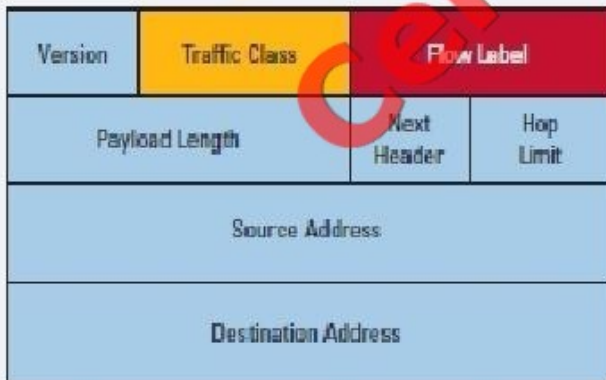 Version Traffic Class Flow Label
Payload Length Next Header Hop Limit
Source Address
Destination Address